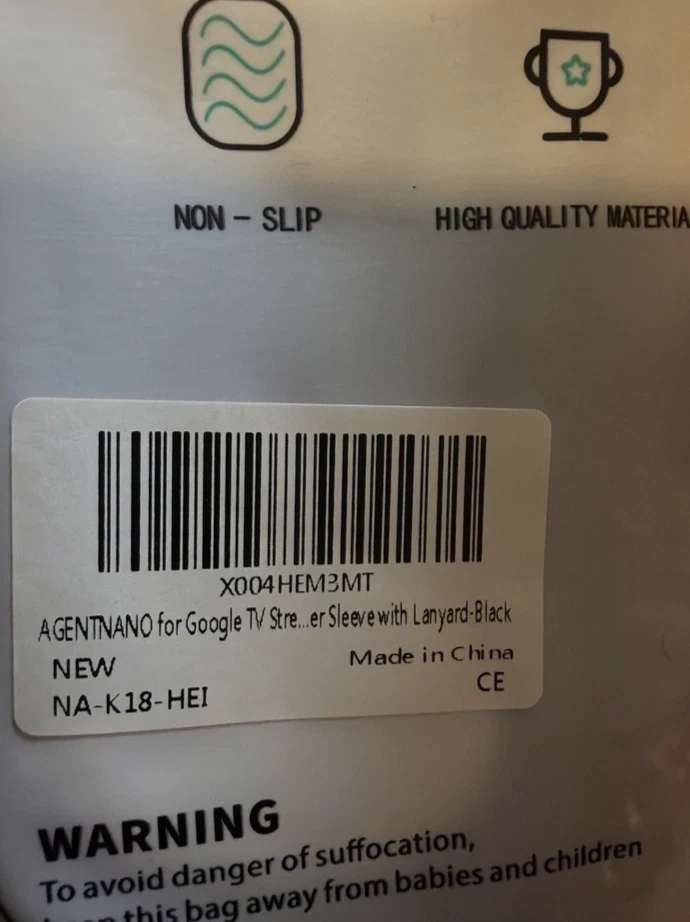 NON - SLIP
HIGH QUALITY MATERIA
X004HEM3MT
AGENTNANO for Google TV Stre...er Sleeve with Lanyard-Black
NEW
Made in China
NA-K18-HEI
CE
WARNING
To avoid danger of suffocation,
this bag away from babies and children